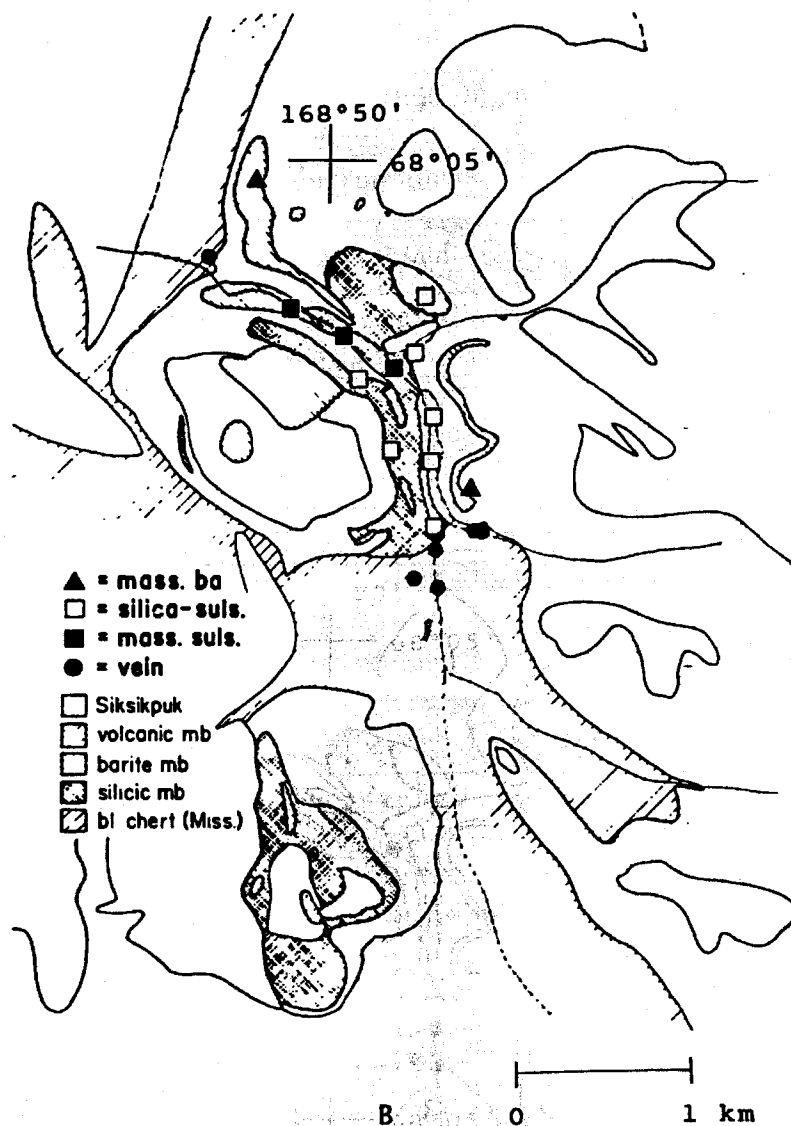 168°50'
68°05'
▲ = mass. ba
□ = silica-suls.
■ = mass. suls.
● = vein
Siksikpuk
volcanic mb
barite mb
silicic mb
bl chert (Miss.)
B 0 1 km